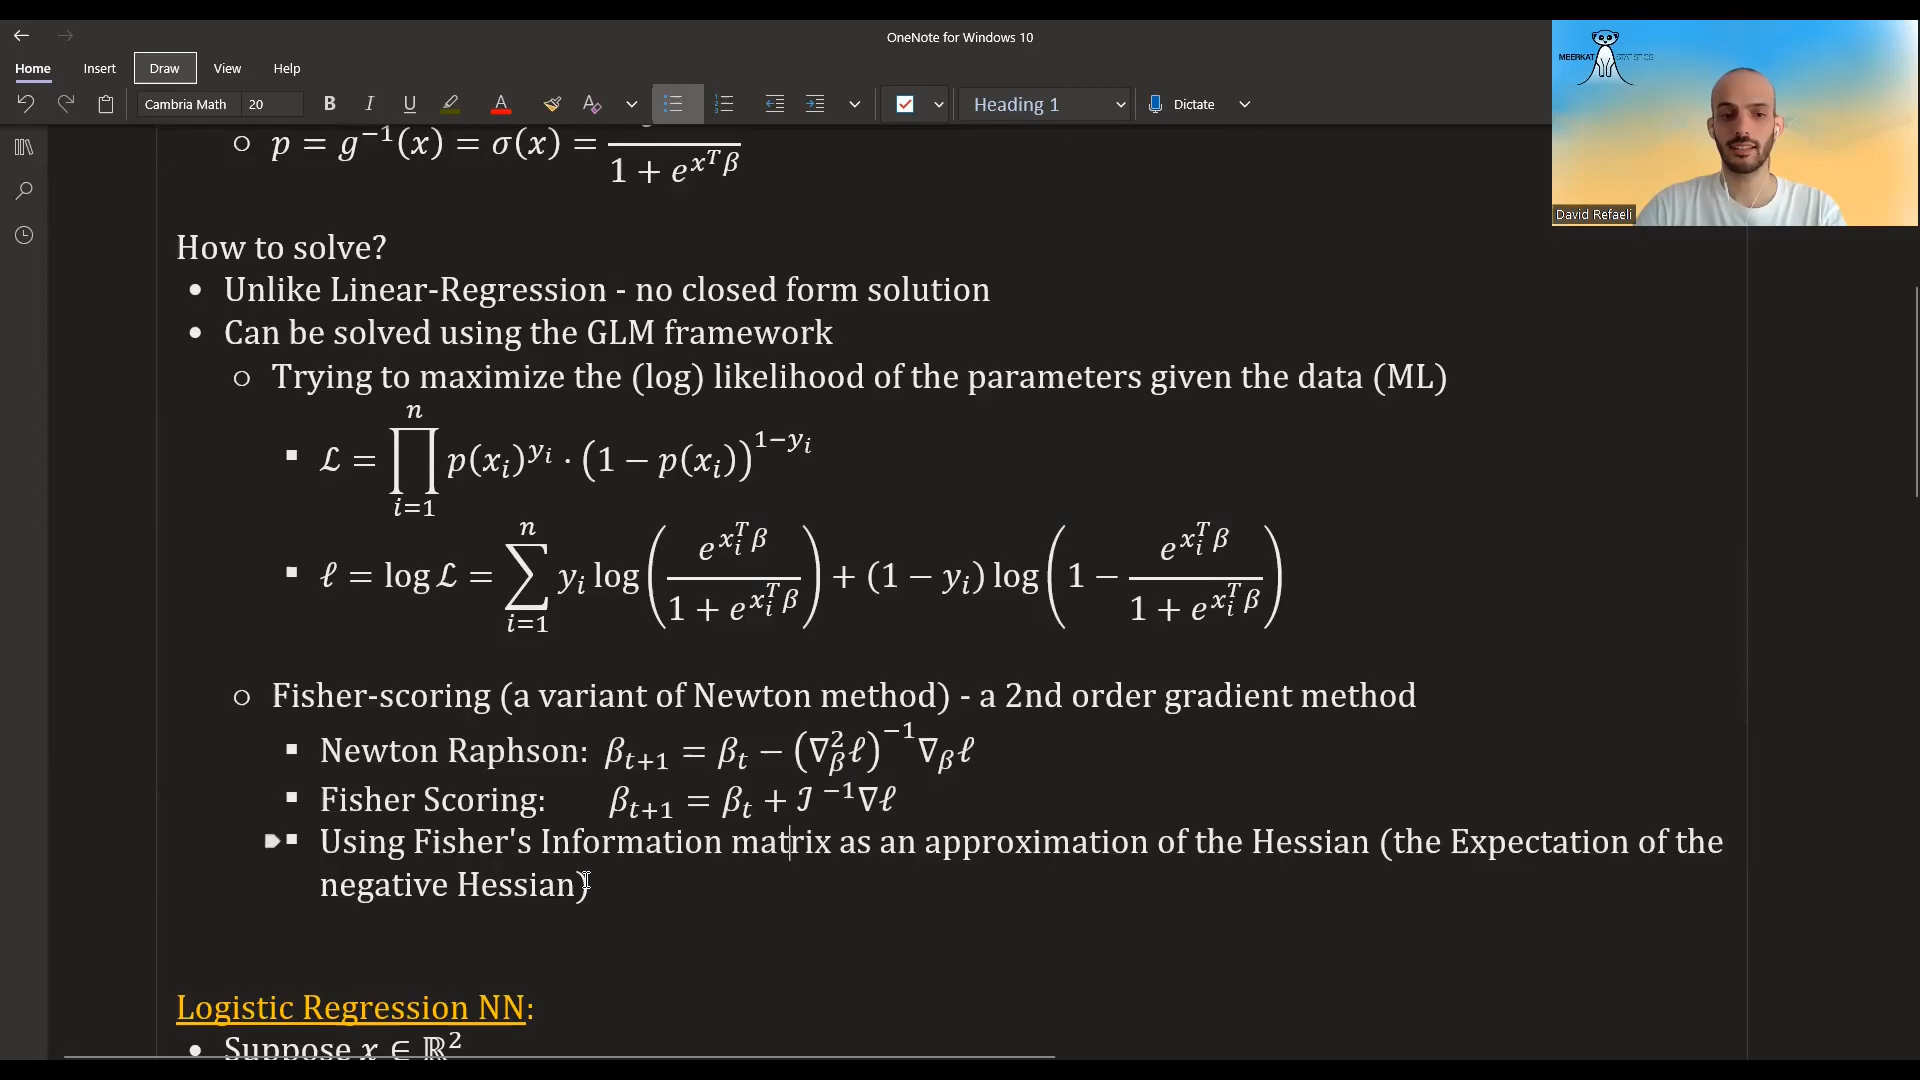 OneNote for Windows 10
Home Insert Draw View Help
Cambria Math 20 B I U A A Heading 1 Dictate
MEERKAT STATISTICS
David Refaeli
p = g⁻¹(x) = σ(x) = / 1 + e^{xᵀβ}
How to solve?
• Unlike Linear-Regression - no closed form solution
• Can be solved using the GLM framework
○ Trying to maximize the (log) likelihood of the parameters given the data (ML)
▪ ℒ = ∏_{i=1}^{n} p(x_i)^{y_i} · (1 − p(x_i))^{1−y_i}
▪ ℓ = log ℒ = ∑_{i=1}^{n} y_i log(e^{x_i^T β} / (1 + e^{x_i^T β})) + (1 − y_i) log(1 − e^{x_i^T β} / (1 + e^{x_i^T β}))
○ Fisher-scoring (a variant of Newton method) - a 2nd order gradient method
▪ Newton Raphson: β_{t+1} = β_t − (∇_β^2 ℓ)^{−1} ∇_β ℓ
▪ Fisher Scoring: β_{t+1} = β_t + ℐ^{−1} ∇ℓ
▪ Using Fisher's Information matrix as an approximation of the Hessian (the Expectation of the
negative Hessian)
Logistic Regression NN:
• Suppose x ∈ ℝ²